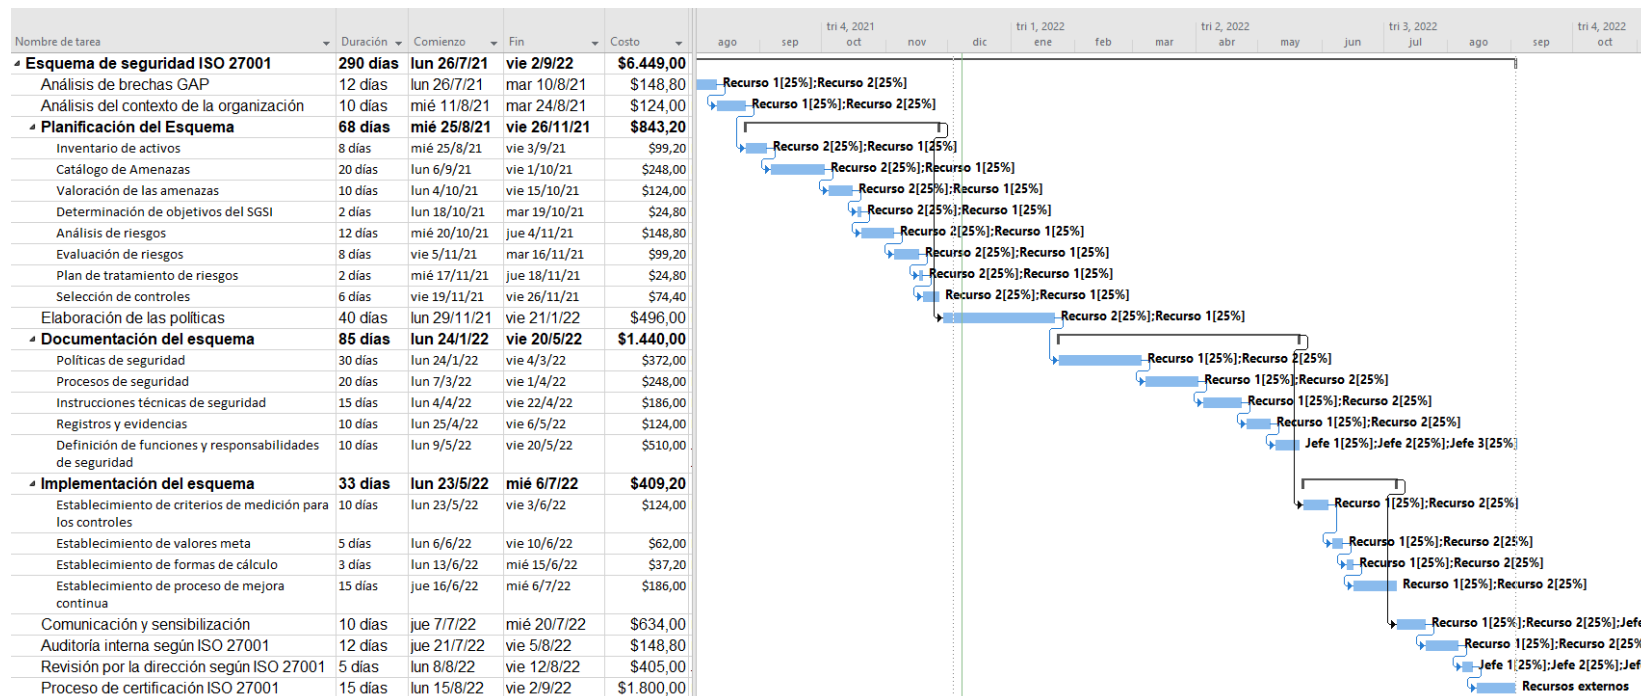 tri 4, 2021 tri 1, 2022 tri 2, 2022 tri 3, 2022 tri 4, 2022
Nombre de tarea Duración Comienzo Fin Costo ago sep oct nov dic ene feb mar abr may jun jul ago sep oct
Esquema de seguridad ISO 27001 290 días lun 26/7/21 vie 2/9/22 $6.449,00
Análisis de brechas GAP 12 días lun 26/7/21 mar 10/8/21 $148,80 Recurso 1[25%];Recurso 2[25%]
Análisis del contexto de la organización 10 días mié 11/8/21 mar 24/8/21 $124,00 Recurso 1[25%];Recurso 2[25%]
Planificación del Esquema 68 días mié 25/8/21 vie 26/11/21 $843,20
Inventario de activos 8 días mié 25/8/21 vie 3/9/21 $99,20 Recurso 2[25%];Recurso 1[25%]
Catálogo de Amenazas 20 días lun 6/9/21 vie 1/10/21 $248,00 Recurso 2[25%];Recurso 1[25%]
Valoración de las amenazas 10 días lun 4/10/21 vie 15/10/21 $124,00 Recurso 2[25%];Recurso 1[25%]
Determinación de objetivos del SGSI 2 días lun 18/10/21 mar 19/10/21 $24,80 Recurso 2[25%];Recurso 1[25%]
Análisis de riesgos 12 días mié 20/10/21 jue 4/11/21 $148,80 Recurso 2[25%];Recurso 1[25%]
Evaluación de riesgos 8 días vie 5/11/21 mar 16/11/21 $99,20 Recurso 2[25%];Recurso 1[25%]
Plan de tratamiento de riesgos 2 días mié 17/11/21 jue 18/11/21 $24,80 Recurso 2[25%];Recurso 1[25%]
Selección de controles 6 días vie 19/11/21 vie 26/11/21 $74,40 Recurso 2[25%];Recurso 1[25%]
Elaboración de las políticas 40 días lun 29/11/21 vie 21/1/22 $496,00 Recurso 2[25%];Recurso 1[25%]
Documentación del esquema 85 días lun 24/1/22 vie 20/5/22 $1.440,00
Políticas de seguridad 30 días lun 24/1/22 vie 4/3/22 $372,00 Recurso 1[25%];Recurso 2[25%]
Procesos de seguridad 20 días lun 7/3/22 vie 1/4/22 $248,00 Recurso 1[25%];Recurso 2[25%]
Instrucciones técnicas de seguridad 15 días lun 4/4/22 vie 22/4/22 $186,00 Recurso 1[25%];Recurso 2[25%]
Registros y evidencias 10 días lun 25/4/22 vie 6/5/22 $124,00 Recurso 1[25%];Recurso 2[25%]
Definición de funciones y responsabilidades 10 días lun 9/5/22 vie 20/5/22 $510,00 Jefe 1[25%];Jefe 2[25%];Jefe 3[25%]
de seguridad
Implementación del esquema 33 días lun 23/5/22 mié 6/7/22 $409,20
Establecimiento de criterios de medición para 10 días lun 23/5/22 vie 3/6/22 $124,00 Recurso 1[25%];Recurso 2[25%]
los controles
Establecimiento de valores meta 5 días lun 6/6/22 vie 10/6/22 $62,00 Recurso 1[25%];Recurso 2[25%]
Establecimiento de formas de cálculo 3 días lun 13/6/22 mié 15/6/22 $37,20 Recurso 1[25%];Recurso 2[25%]
Establecimiento de proceso de mejora 15 días jue 16/6/22 mié 6/7/22 $186,00 Recurso 1[25%];Recurso 2[25%]
continua
Comunicación y sensibilización 10 días jue 7/7/22 mié 20/7/22 $634,00 Recurso 1[25%];Recurso 2[25%];Jefe
Auditoría interna según ISO 27001 12 días jue 21/7/22 vie 5/8/22 $148,80 Recurso 1[25%];Recurso 2[25%
Revisión por la dirección según ISO 27001 5 días lun 8/8/22 vie 12/8/22 $405,00 Jefe 1[25%];Jefe 2[25%];Jef
Proceso de certificación ISO 27001 15 días lun 15/8/22 vie 2/9/22 $1.800,00 Recursos externos